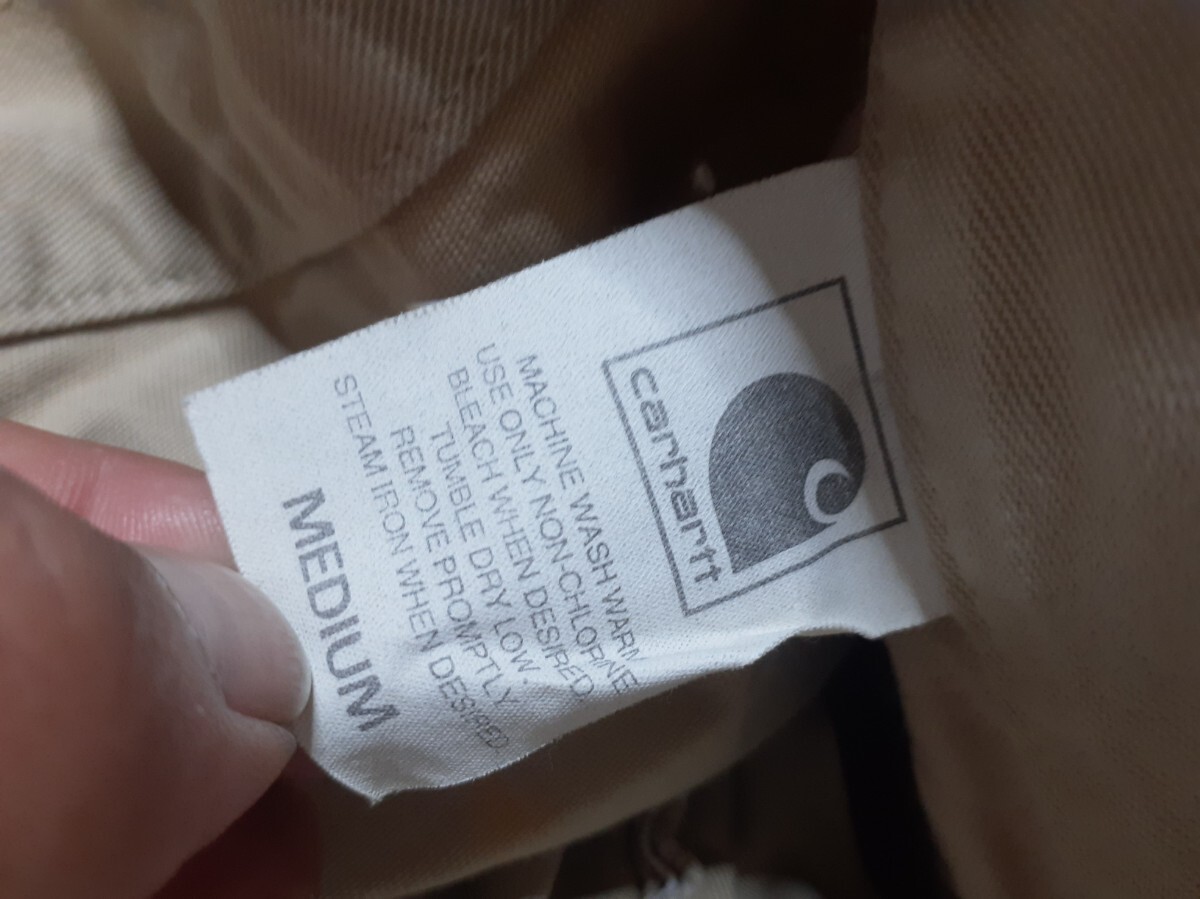 carhartt
MACHINE WASH WARM
USE ONLY NON-CHLORINE
BLEACH WHEN DESIRED
TUMBLE DRY LOW
REMOVE PROMPTLY
STEAM IRON WHEN DESIRED
MEDIUM